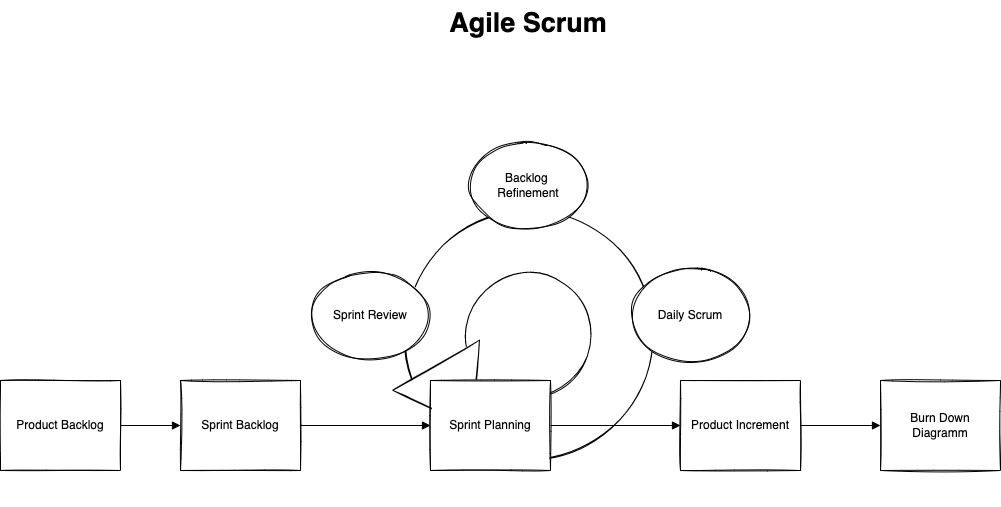 Agile Scrum
Backlog
Refinement
Sprint Review
Daily Scrum
Product Backlog
Sprint Backlog
Sprint Planning
Product Increment
Burn Down
Diagramm